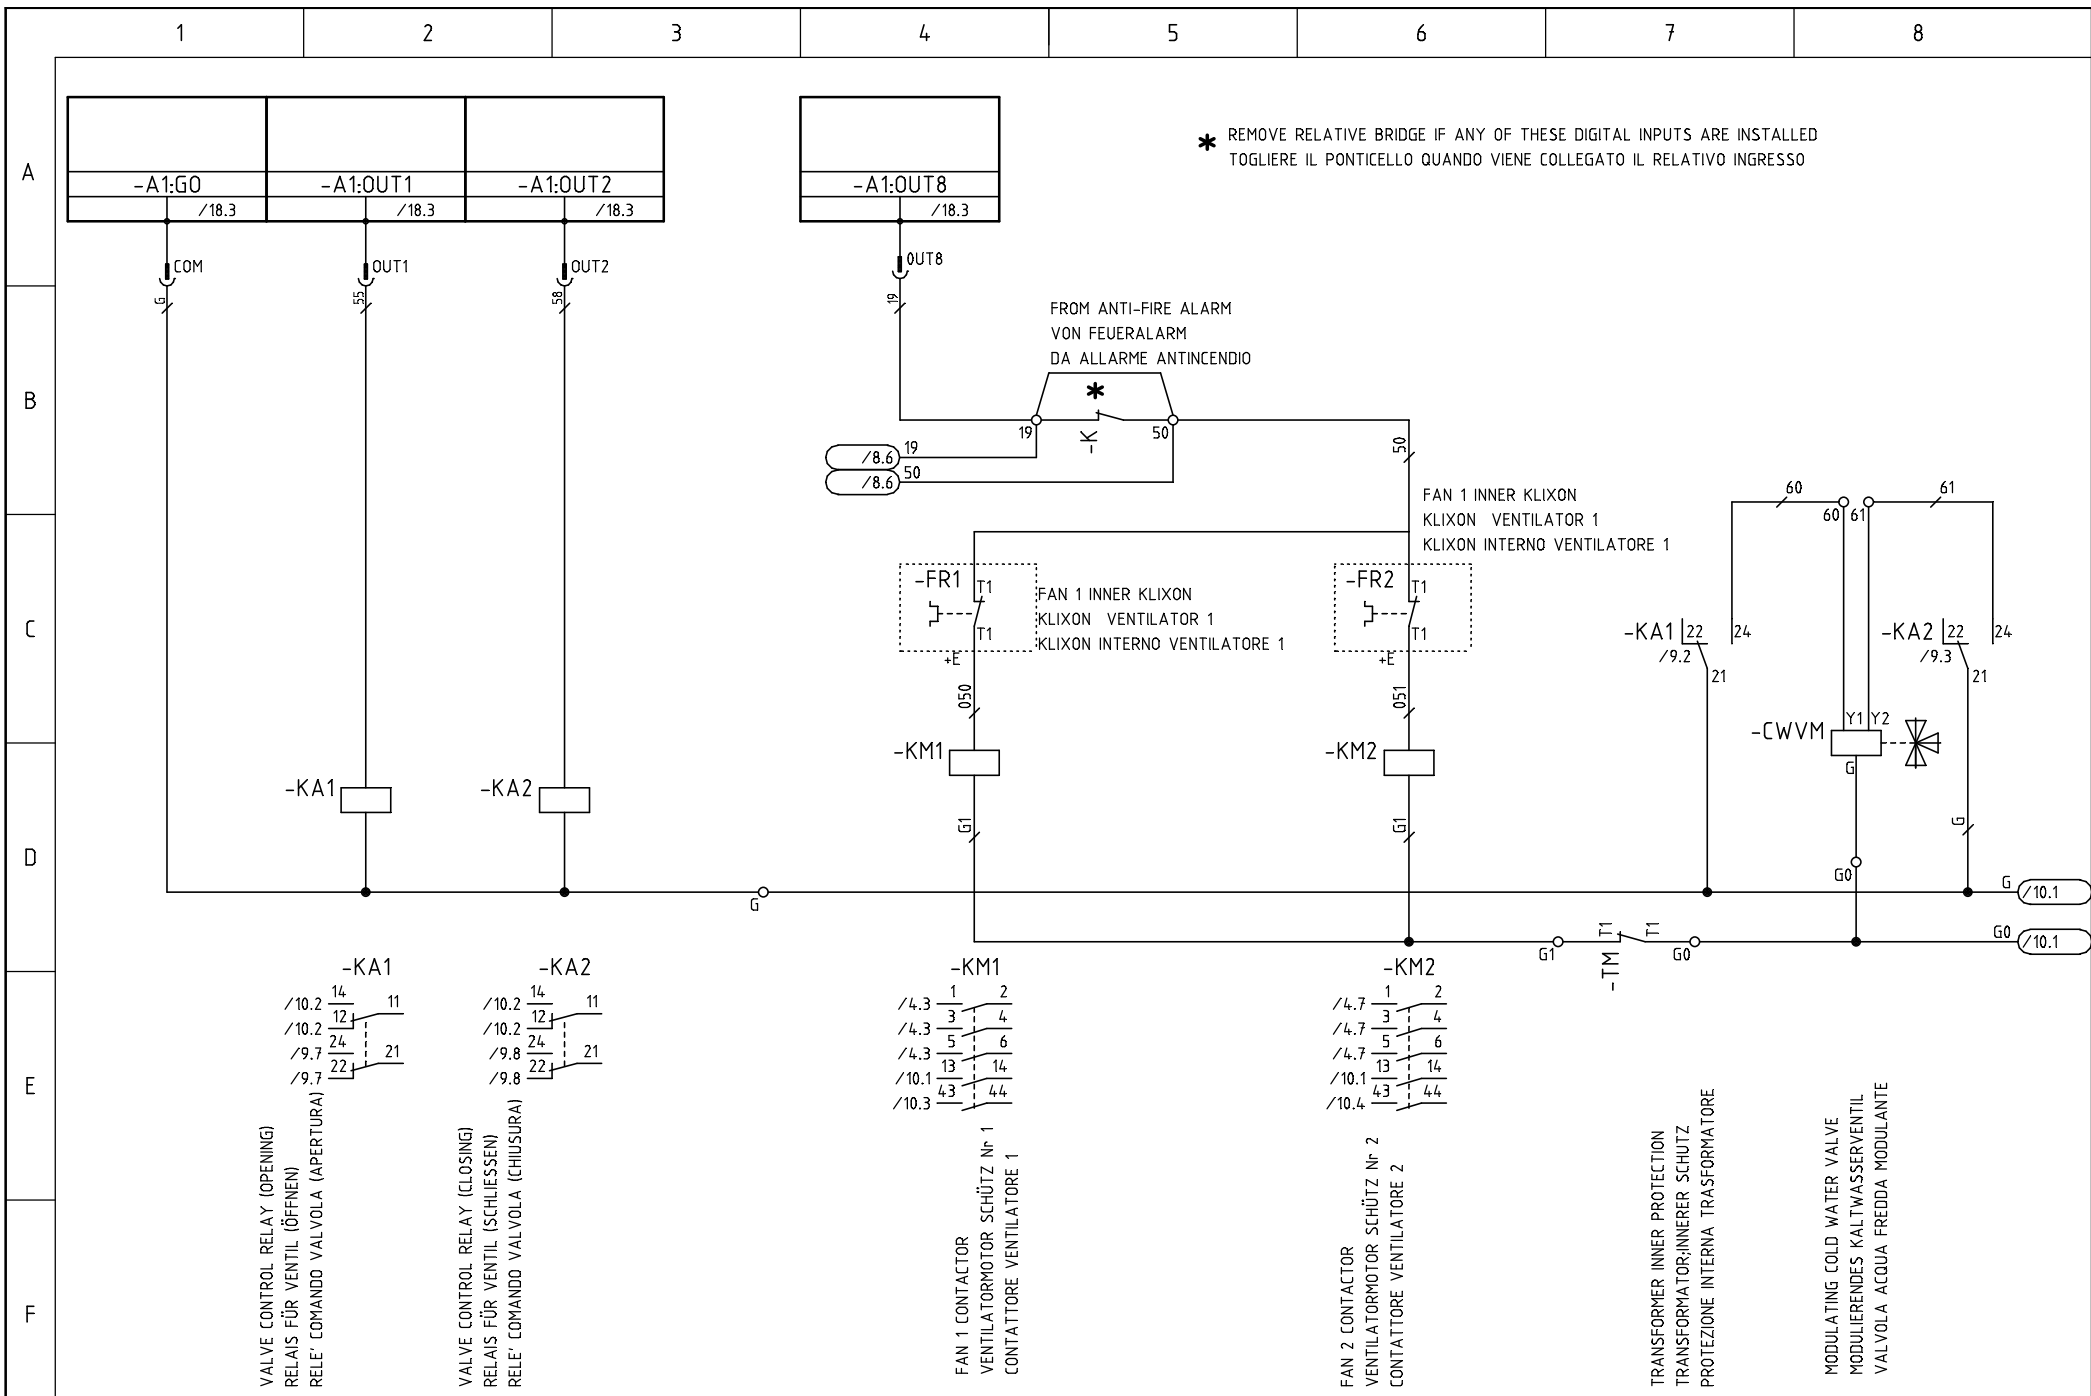 1
2
3
4
5
6
7
8
A
B
C
D
E
F
-A1:G0
/18.3
-A1:OUT1
/18.3
-A1:OUT2
/18.3
-A1:OUT8
/18.3
* REMOVE RELATIVE BRIDGE IF ANY OF THESE DIGITAL INPUTS ARE INSTALLED
TOGLIERE IL PONTICELLO QUANDO VIENE COLLEGATO IL RELATIVO INGRESSO
COM
OUT1
OUT2
OUT8
G
55
58
19
FROM ANTI-FIRE ALARM
VON FEUERALARM
DA ALLARME ANTINCENDIO
*
19
-K
50
50
/8.6
19
/8.6
50
FAN 1 INNER KLIXON
KLIXON VENTILATOR 1
KLIXON INTERNO VENTILATORE 1
-FR1
T1
T1
+E
FAN 1 INNER KLIXON
KLIXON VENTILATOR 1
KLIXON INTERNO VENTILATORE 1
-FR2
T1
T1
+E
60
61
60
61
-KA1
22
24
/9.2
21
-KA2
22
24
/9.3
21
050
051
-KM1
-KM2
-CWVM
Y1
Y2
G
-KA1
-KA2
G1
G1
G
G0
G
G
/10.1
G1
T1
T1
-TM
G0
G0
/10.1
-KA1
/10.2 14 11
/10.2 12
/9.7 24 21
/9.7 22
-KA2
/10.2 14 11
/10.2 12
/9.8 24 21
/9.8 22
-KM1
/4.3 1 2
/4.3 3 4
/4.3 5 6
/10.1 13 14
/10.3 43 44
-KM2
/4.7 1 2
/4.7 3 4
/4.7 5 6
/10.1 13 14
/10.4 43 44
VALVE CONTROL RELAY (OPENING)
RELAIS FÜR VENTIL (ÖFFNEN)
RELE' COMANDO VALVOLA (APERTURA)
VALVE CONTROL RELAY (CLOSING)
RELAIS FÜR VENTIL (SCHLIESSEN)
RELE' COMANDO VALVOLA (CHIUSURA)
FAN 1 CONTACTOR
VENTILATORMOTOR SCHÜTZ Nr 1
CONTATTORE VENTILATORE 1
FAN 2 CONTACTOR
VENTILATORMOTOR SCHÜTZ Nr 2
CONTATTORE VENTILATORE 2
TRANSFORMER INNER PROTECTION
TRANSFORMATOR;INNERER SCHUTZ
PROTEZIONE INTERNA TRASFORMATORE
MODULATING COLD WATER VALVE
MODULIERENDES KALTWASSERVENTIL
VALVOLA ACQUA FREDDA MODULANTE